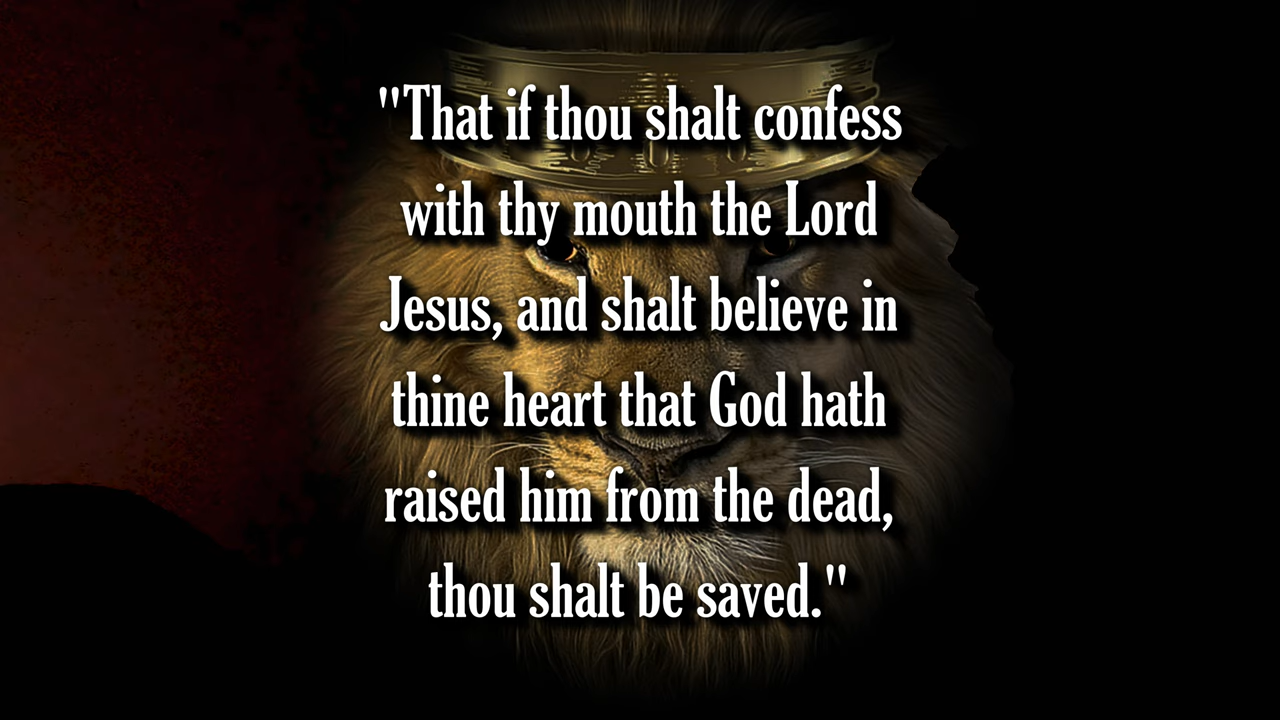 "That if thou shalt confess
with thy mouth the Lord
Jesus, and shalt believe in
thine heart that God hath
raised him from the dead,
thou shalt be saved."